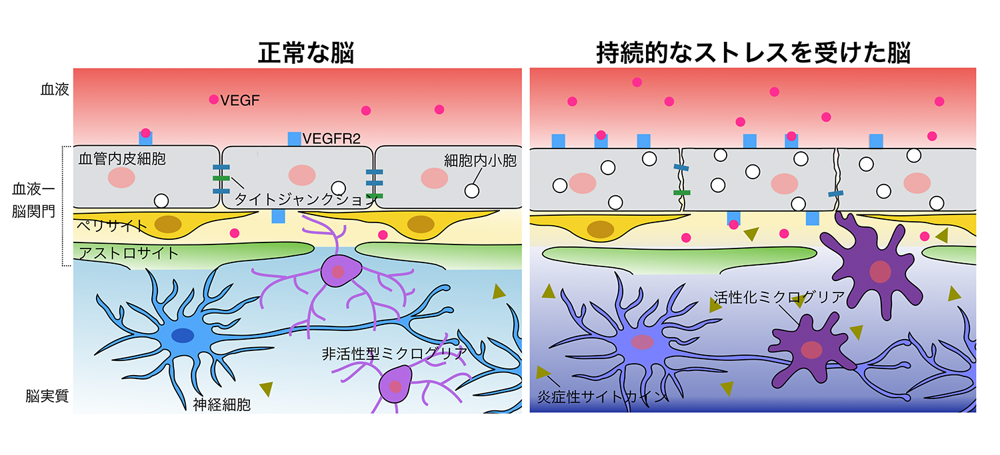 正常な脳
持続的なストレスを受けた脳
血液
VEGF
VEGFR2
血管内皮細胞
細胞内小胞
血液ー
脳関門
タイトジャンクション
ペリサイト
アストロサイト
活性化ミクログリア
非活性型ミクログリア
脳実質
神経細胞
炎症性サイトカイン